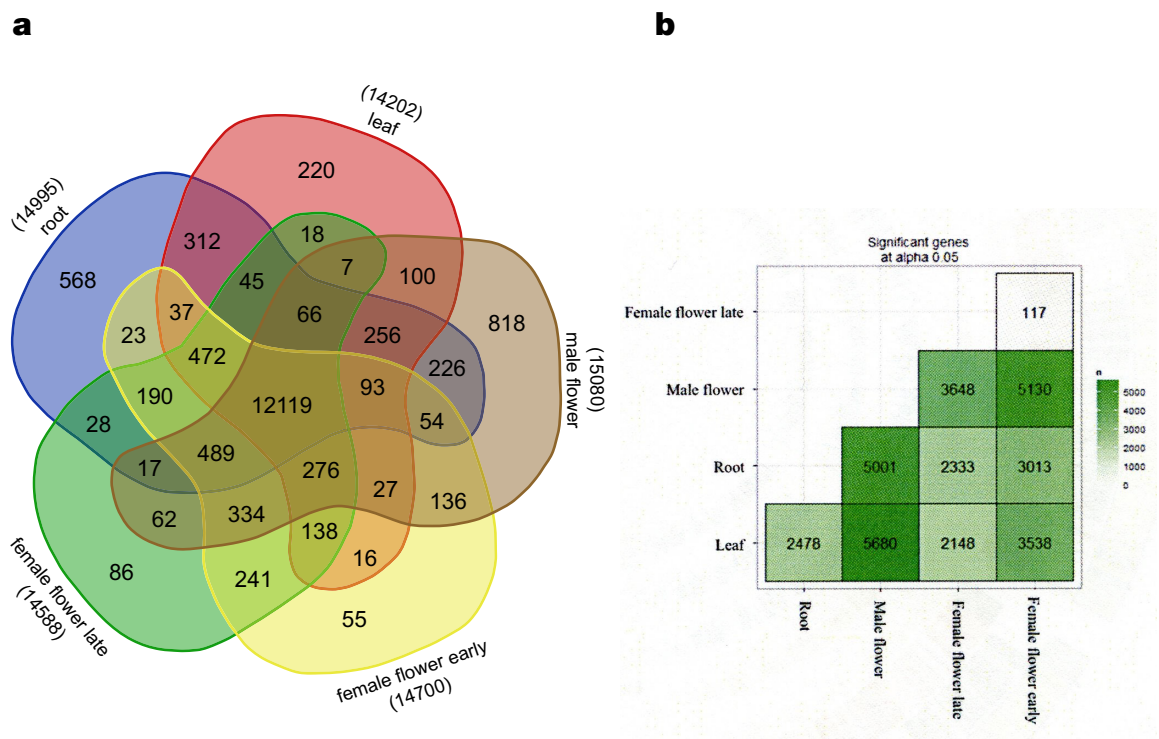 a
b
(14202)
leaf
(14995)
root
220
312
18
568
45
7
100
66
818
37
256
23
472
226
(15080)
male flower
93
190
12119
54
28
489
17
276
27
136
62
334
138
16
86
241
55
female flower late
(14588)
female flower early
(14700)
Significant genes
at alpha 0.05
Female flower late
117
Male flower
3648 5130
Root
5001 2333 3013
Leaf
2478 5680 2148 3538
n
5000
4000
3000
2000
1000
0
Root
Male flower
Female flower late
Female flower early